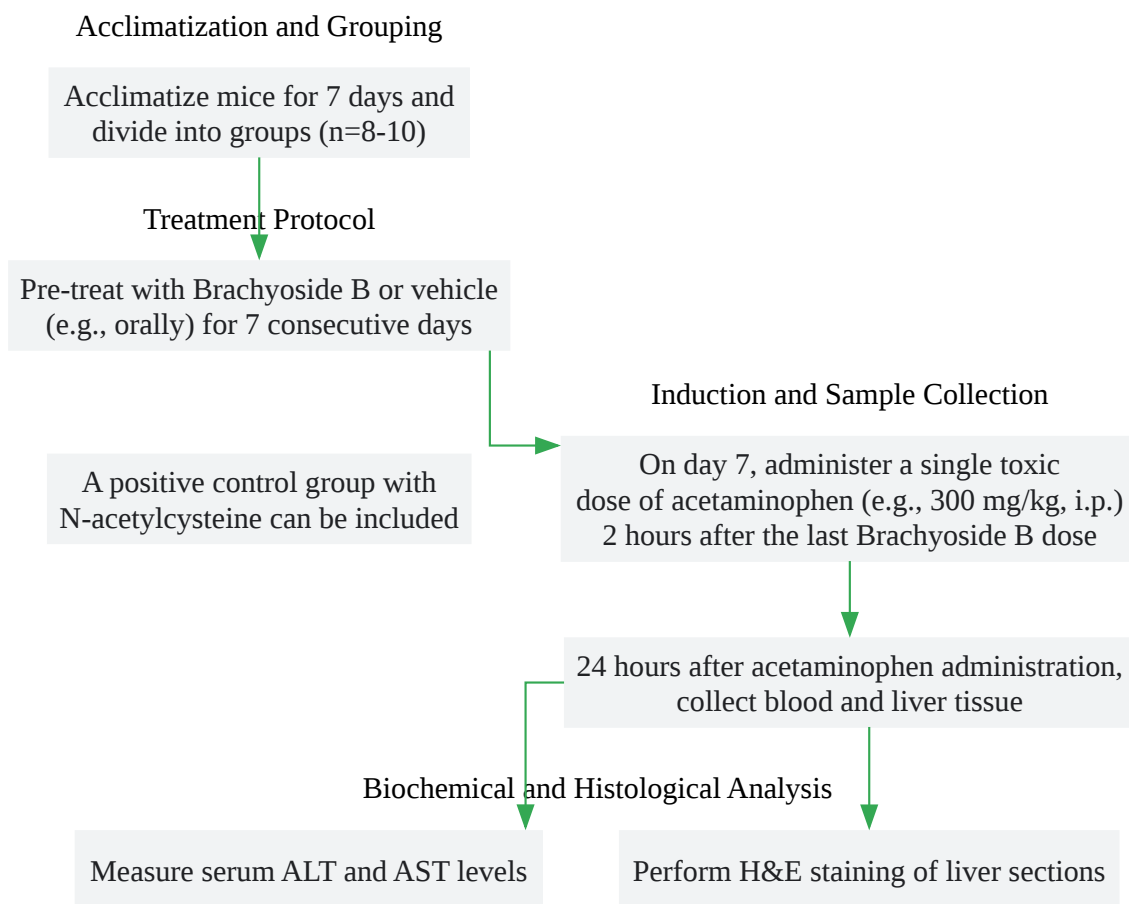 Acclimatization and Grouping
Acclimatize mice for 7 days and
divide into groups (n=8-10)
Treatment Protocol
Pre-treat with Brachyoside B or vehicle
(e.g., orally) for 7 consecutive days
Induction and Sample Collection
A positive control group with
N-acetylcysteine can be included
On day 7, administer a single toxic
dose of acetaminophen (e.g., 300 mg/kg, i.p.)
2 hours after the last Brachyoside B dose
24 hours after acetaminophen administration,
collect blood and liver tissue
Biochemical and Histological Analysis
Measure serum ALT and AST levels
Perform H&E staining of liver sections